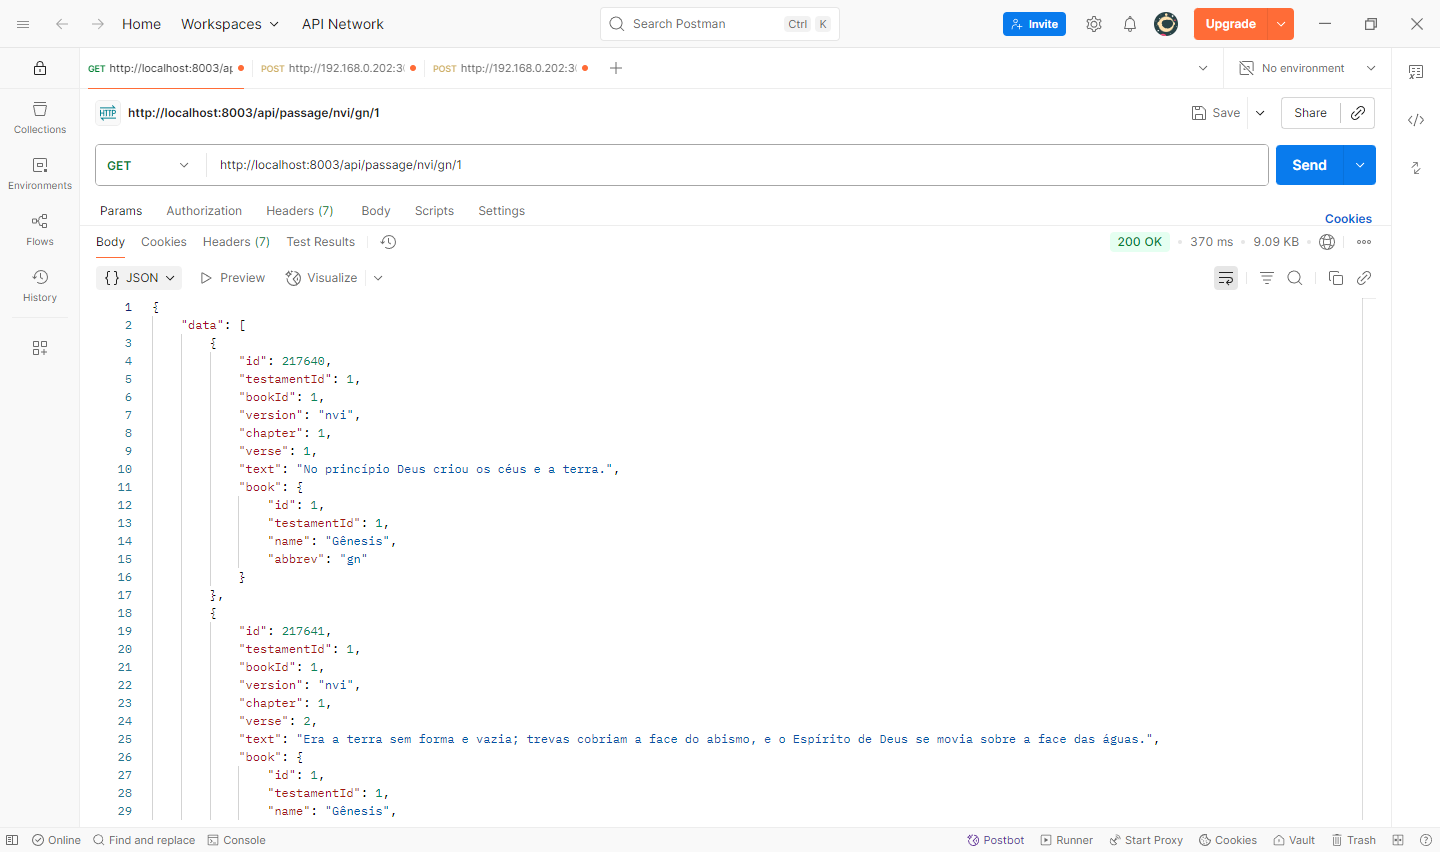 Home Workspaces API Network Search Postman Ctrl K Invite Upgrade
GET http://localhost:8003/ap POST http://192.168.0.202:30 POST http://192.168.0.202:30 No environment
HTTP http://localhost:8003/api/passage/nvi/gn/1 Save Share
GET http://localhost:8003/api/passage/nvi/gn/1 Send
Params Authorization Headers (7) Body Scripts Settings Cookies
Body Cookies Headers (7) Test Results 200 OK 370 ms 9.09 KB
{} JSON Preview Visualize
Collections
Environments
Flows
History
1 {
2 "data": [
3 {
4 "id": 217640,
5 "testamentId": 1,
6 "bookId": 1,
7 "version": "nvi",
8 "chapter": 1,
9 "verse": 1,
10 "text": "No princípio Deus criou os céus e a terra.",
11 "book": {
12 "id": 1,
13 "testamentId": 1,
14 "name": "Gênesis",
15 "abbrev": "gn"
16 }
17 },
18 {
19 "id": 217641,
20 "testamentId": 1,
21 "bookId": 1,
22 "version": "nvi",
23 "chapter": 1,
24 "verse": 2,
25 "text": "Era a terra sem forma e vazia; trevas cobriam a face do abismo, e o Espírito de Deus se movia sobre a face das águas.",
26 "book": {
27 "id": 1,
28 "testamentId": 1,
29 "name": "Gênesis",
Online Find and replace Console Postbot Runner Start Proxy Cookies Vault Trash